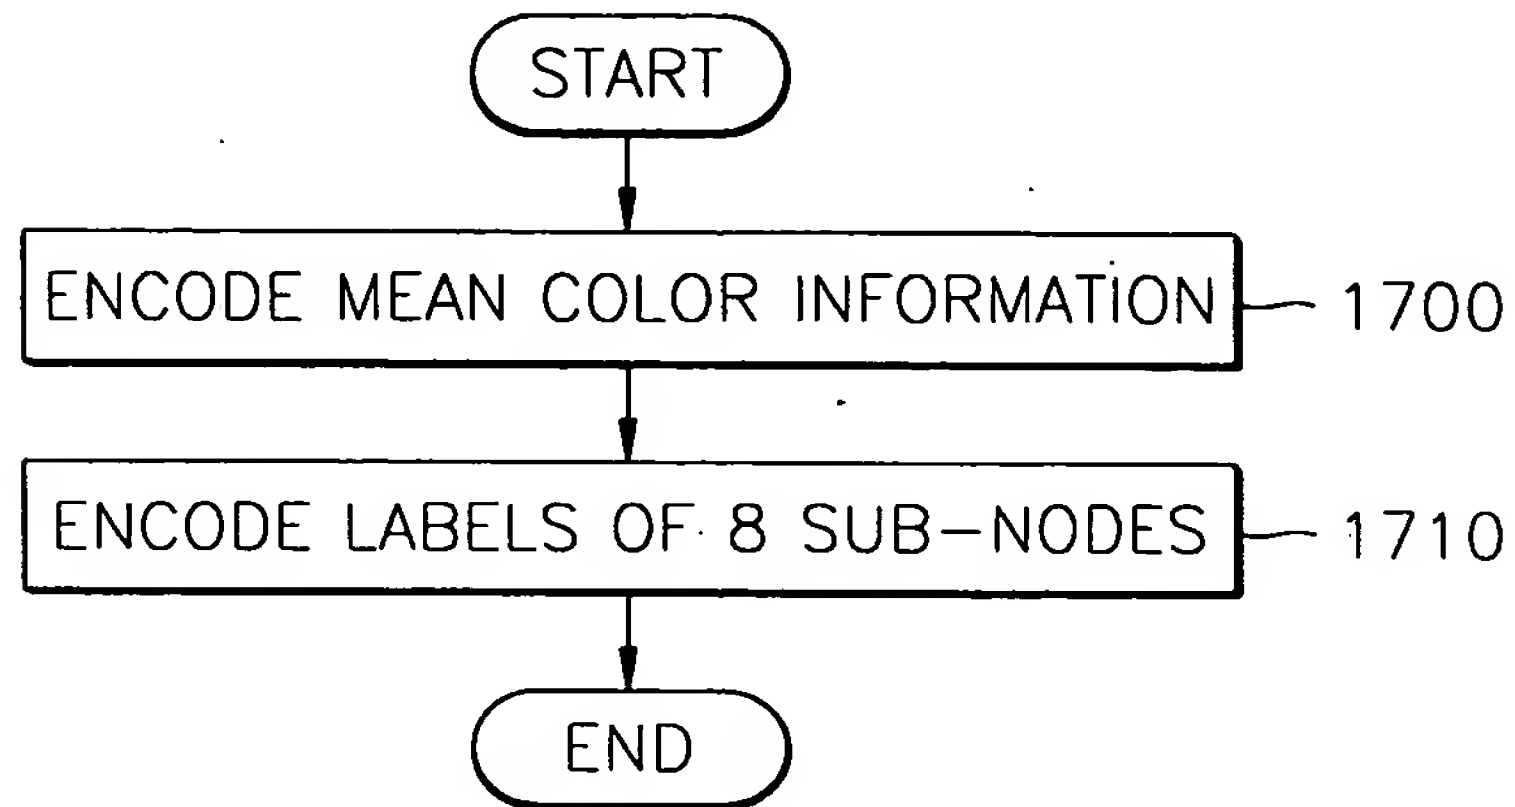 START
ENCODE MEAN COLOR INFORMATION
1700
ENCODE LABELS OF 8 SUB-NODES
1710
END